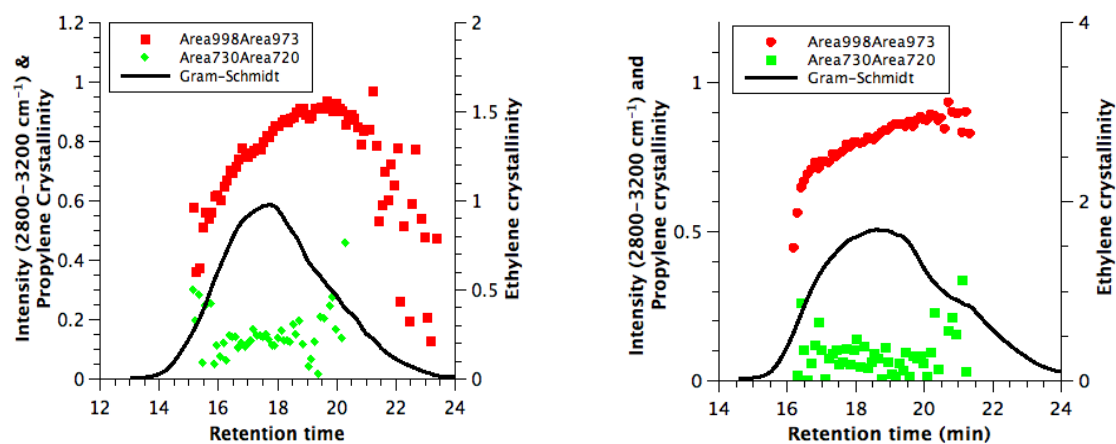 1.2
1
0.8
0.6
0.4
0.2
0
Intensity (2800–3200 cm⁻¹) &
Propylene Crystallinity
Area998Area973
Area730Area720
Gram–Schmidt
2
1.5
1
0.5
0
Ethylene crystallinity
12 14 16 18 20 22 24
Retention time
1
0.5
0
Intensity (2800–3200 cm⁻¹) and
Propylene Crystallinity
Area998Area973
Area730Area720
Gram–Schmidt
4
2
0
Ethylene crystallinity
14 16 18 20 22 24
Retention time (min)